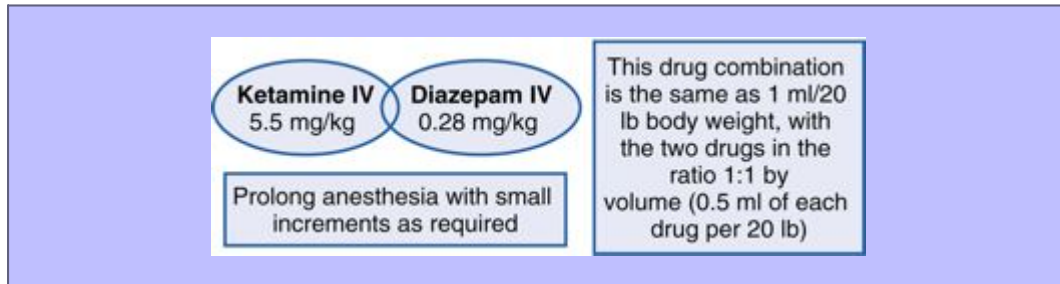 Ketamine IV
5.5 mg/kg
Diazepam IV
0.28 mg/kg
Prolong anesthesia with small
increments as required
This drug combination
is the same as 1 ml/20
lb body weight, with
the two drugs in the
ratio 1:1 by
volume (0.5 ml of each
drug per 20 lb)